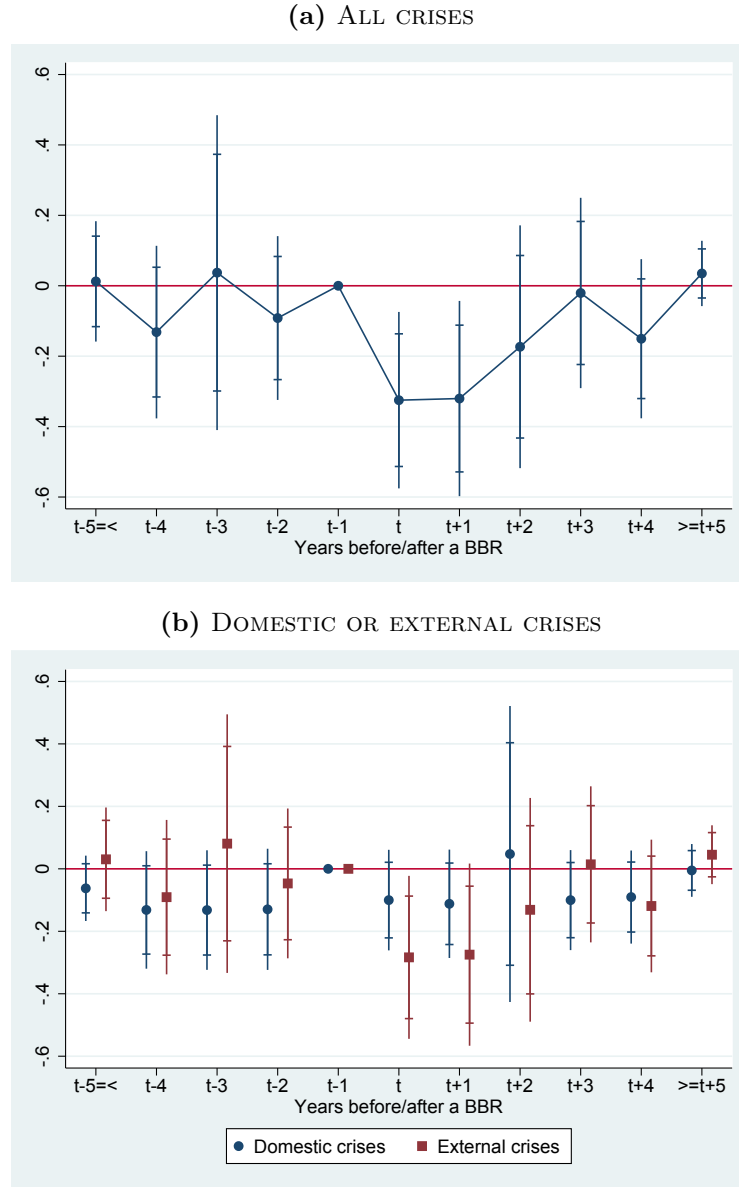 (a) All crises
.6
.4
.2
0
-.2
-.4
-.6
t-5=< t-4 t-3 t-2 t-1 t t+1 t+2 t+3 t+4 >=t+5
Years before/after a BBR
(b) Domestic or external crises
.6
.4
.2
0
-.2
-.4
-.6
t-5=< t-4 t-3 t-2 t-1 t t+1 t+2 t+3 t+4 >=t+5
Years before/after a BBR
Domestic crises External crises